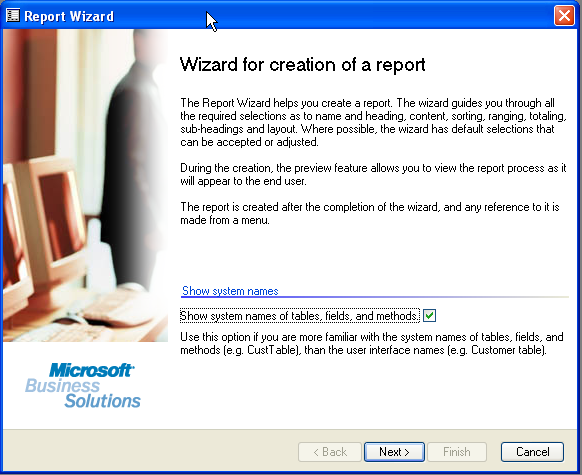 Report Wizard
Wizard for creation of a report
The Report Wizard helps you create a report. The wizard guides you through all
the required selections as to name and heading, content, sorting, ranging, totaling,
sub-headings and layout. Where possible, the wizard has default selections that
can be accepted or adjusted.
During the creation, the preview feature allows you to view the report process as it
will appear to the end user.
The report is created after the completion of the wizard, and any reference to it is
made from a menu.
Show system names
Show system names of tables, fields, and methods.
Use this option if you are more familiar with the system names of tables, fields, and
methods (e.g. CustTable), than the user interface names (e.g. Customer table).
Microsoft
Business
Solutions
< Back
Next >
Finish
Cancel